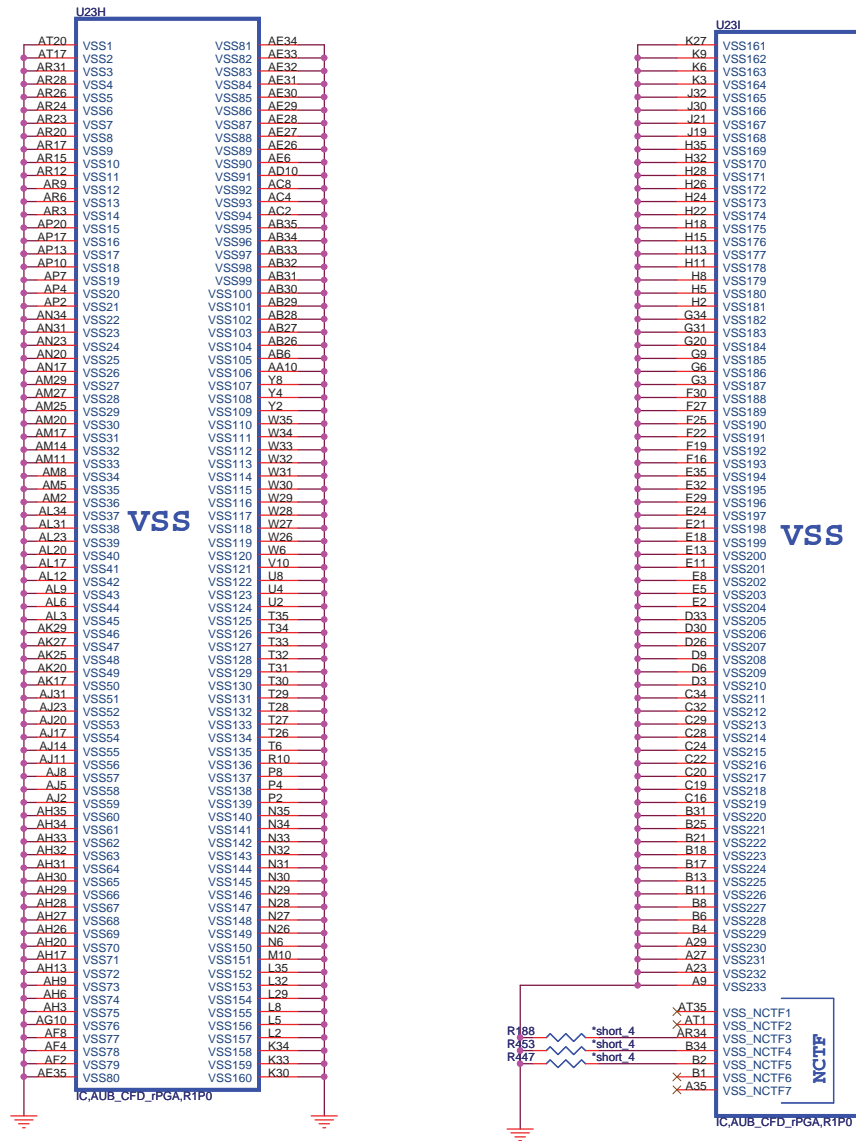 U23H
AT20 VSS1 VSS81 AE34
AT17 VSS2 VSS82 AE33
AR31 VSS3 VSS83 AE32
AR28 VSS4 VSS84 AE31
AR26 VSS5 VSS85 AE30
AR24 VSS6 VSS86 AE29
AR23 VSS7 VSS87 AE28
AR20 VSS8 VSS88 AE27
AR17 VSS9 VSS89 AE26
AR15 VSS10 VSS90 AE6
AR12 VSS11 VSS91 AD10
AR9 VSS12 VSS92 AC8
AR6 VSS13 VSS93 AC4
AR3 VSS14 VSS94 AC2
AP20 VSS15 VSS95 AB35
AP17 VSS16 VSS96 AB34
AP13 VSS17 VSS97 AB33
AP10 VSS18 VSS98 AB32
AP7 VSS19 VSS99 AB31
AP4 VSS20 VSS100 AB30
AP2 VSS21 VSS101 AB29
AN34 VSS22 VSS102 AB28
AN31 VSS23 VSS103 AB27
AN23 VSS24 VSS104 AB26
AN20 VSS25 VSS105 AB6
AN17 VSS26 VSS106 AA10
AM29 VSS27 VSS107 Y8
AM27 VSS28 VSS108 Y4
AM25 VSS29 VSS109 Y2
AM20 VSS30 VSS110 W35
AM17 VSS31 VSS111 W34
AM14 VSS32 VSS112 W33
AM11 VSS33 VSS113 W32
AM8 VSS34 VSS114 W31
AM5 VSS35 VSS115 W30
AM2 VSS36 VSS116 W29
AL34 VSS37 VSS117 W28
VSS
AL31 VSS38 VSS118 W27
AL23 VSS39 VSS119 W26
AL20 VSS40 VSS120 W6
AL17 VSS41 VSS121 V10
AL12 VSS42 VSS122 U8
AL9 VSS43 VSS123 U4
AL6 VSS44 VSS124 U2
AL3 VSS45 VSS125 T35
AK29 VSS46 VSS126 T34
AK27 VSS47 VSS127 T33
AK25 VSS48 VSS128 T32
AK20 VSS49 VSS129 T31
AK17 VSS50 VSS130 T30
AJ31 VSS51 VSS131 T29
AJ23 VSS52 VSS132 T28
AJ20 VSS53 VSS133 T27
AJ17 VSS54 VSS134 T26
AJ14 VSS55 VSS135 T6
AJ11 VSS56 VSS136 R10
AJ8 VSS57 VSS137 P8
AJ5 VSS58 VSS138 P4
AJ2 VSS59 VSS139 P2
AH35 VSS60 VSS140 N35
AH34 VSS61 VSS141 N34
AH33 VSS62 VSS142 N33
AH32 VSS63 VSS143 N32
AH31 VSS64 VSS144 N31
AH30 VSS65 VSS145 N30
AH29 VSS66 VSS146 N29
AH28 VSS67 VSS147 N28
AH27 VSS68 VSS148 N27
AH26 VSS69 VSS149 N26
AH20 VSS70 VSS150 N6
AH17 VSS71 VSS151 M10
AH13 VSS72 VSS152 L35
AH9 VSS73 VSS153 L32
AH6 VSS74 VSS154 L29
AH3 VSS75 VSS155 L8
AG10 VSS76 VSS156 L5
AF8 VSS77 VSS157 L2
AF4 VSS78 VSS158 K34
AF2 VSS79 VSS159 K33
AE35 VSS80 VSS160 K30
IC,AUB_CFD_rPGA,R1P0
U23I
K27 VSS161
K9 VSS162
K6 VSS163
K3 VSS164
J32 VSS165
J30 VSS166
J21 VSS167
J19 VSS168
H35 VSS169
H32 VSS170
H28 VSS171
H26 VSS172
H24 VSS173
H22 VSS174
H18 VSS175
H15 VSS176
H13 VSS177
H11 VSS178
H8 VSS179
H5 VSS180
H2 VSS181
G34 VSS182
G31 VSS183
G20 VSS184
G9 VSS185
G6 VSS186
G3 VSS187
F30 VSS188
F27 VSS189
F25 VSS190
F22 VSS191
F19 VSS192
F16 VSS193
E35 VSS194
E32 VSS195
E29 VSS196
E24 VSS197
E21 VSS198
VSS
E18 VSS199
E13 VSS200
E11 VSS201
E8 VSS202
E5 VSS203
E2 VSS204
D33 VSS205
D30 VSS206
D26 VSS207
D9 VSS208
D6 VSS209
D3 VSS210
C34 VSS211
C32 VSS212
C29 VSS213
C28 VSS214
C24 VSS215
C22 VSS216
C20 VSS217
C19 VSS218
C16 VSS219
B31 VSS220
B25 VSS221
B21 VSS222
B18 VSS223
B17 VSS224
B13 VSS225
B11 VSS226
B8 VSS227
B6 VSS228
B4 VSS229
A29 VSS230
A27 VSS231
A23 VSS232
A9 VSS233
AT35 VSS_NCTF1
AT1 VSS_NCTF2
R188 *short_4 AR34 VSS_NCTF3
R453 *short_4 B34 VSS_NCTF4
R447 *short_4 B2 VSS_NCTF5
B1 VSS_NCTF6
A35 VSS_NCTF7
NCTF
IC,AUB_CFD_rPGA,R1P0